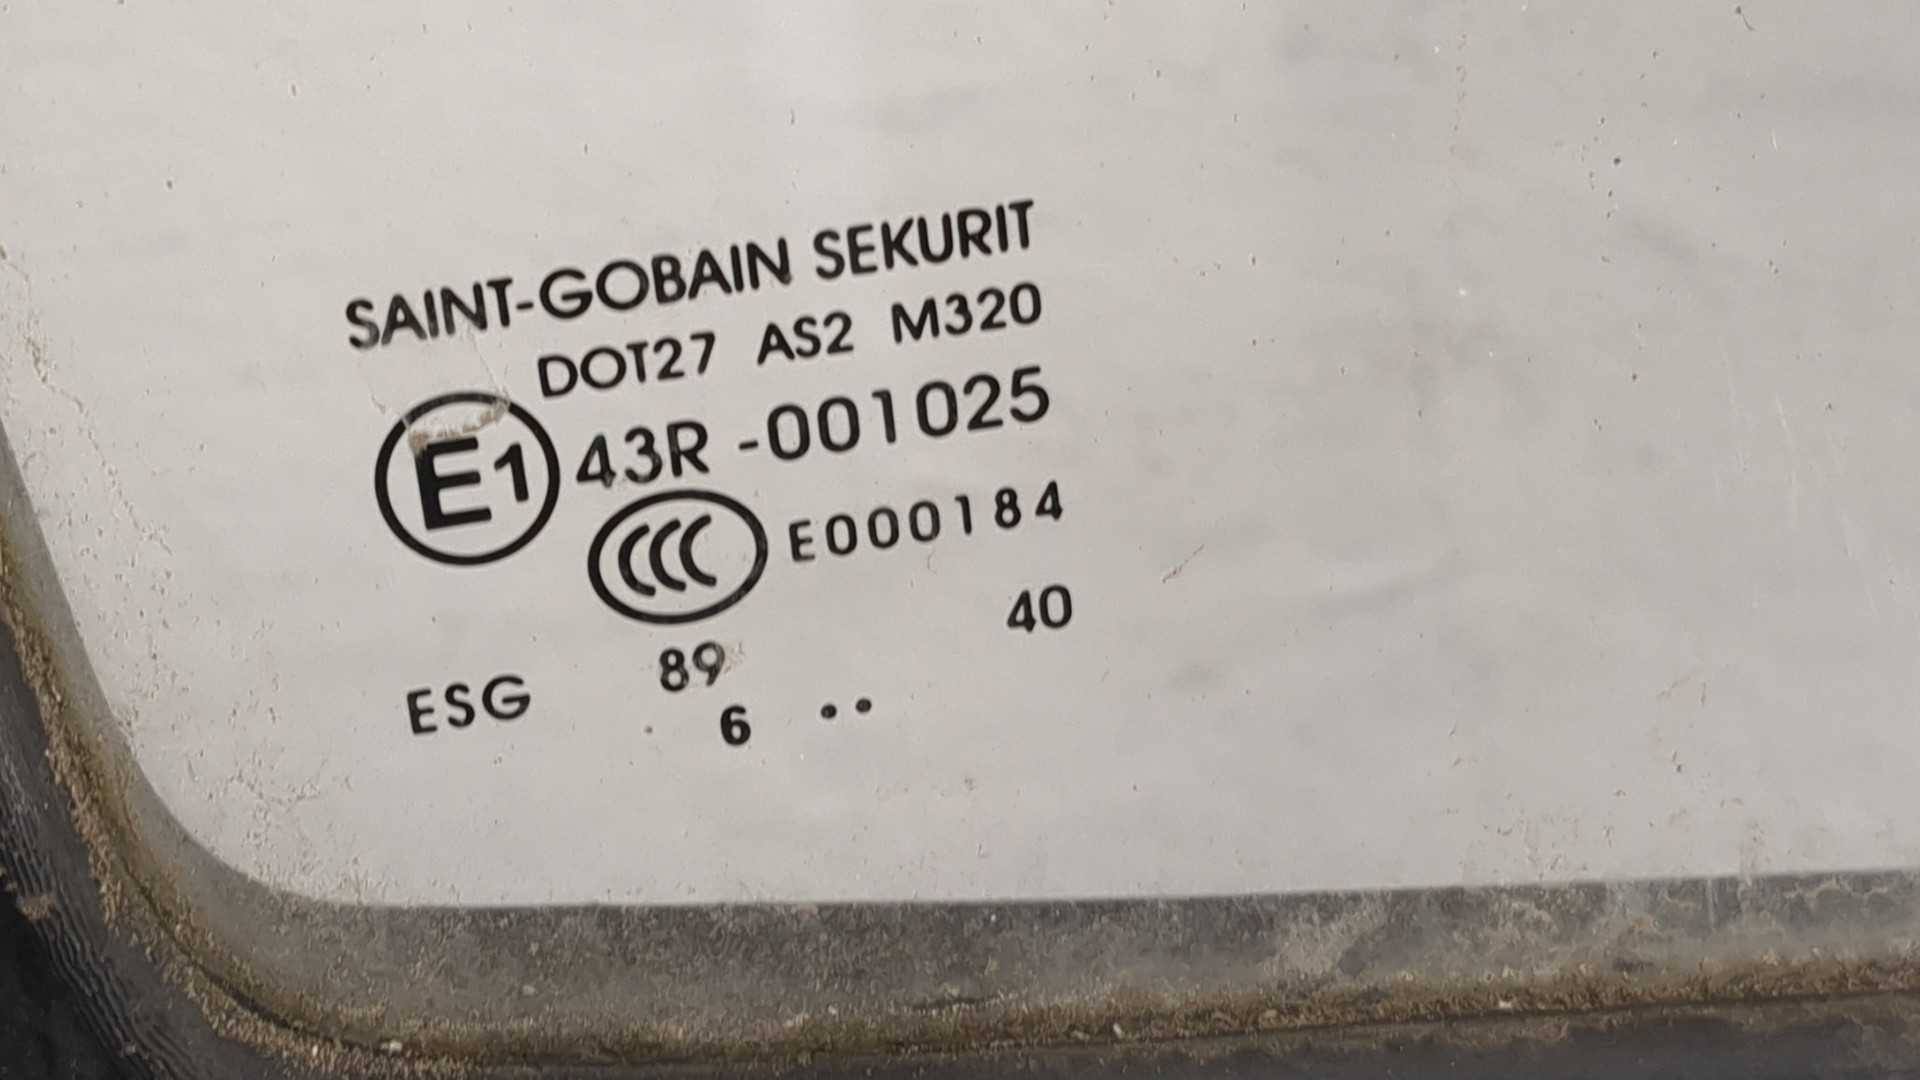 SAINT-GOBAIN SEKURIT
DOT27 AS2 M320
E1 43R -001025
CCC E000184
40
ESG 89
6 ••